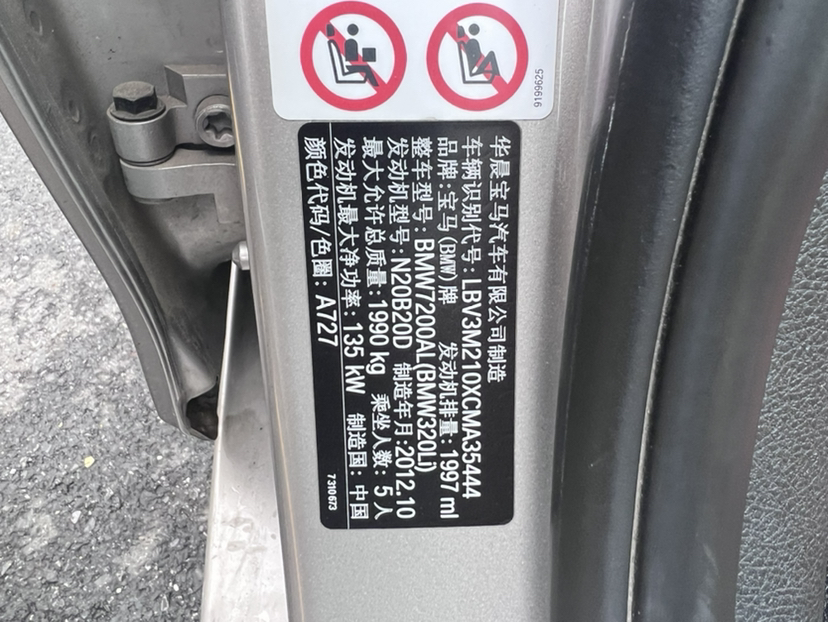 9199625
华晨宝马汽车有限公司制造
车辆识别代号:LBV3M210XCMA35444
品牌:宝马(BMW)牌 发动机排量:1997 ml
整车型号:BMW7200AL(BMW320Li)
发动机型号:N20B20D 制造年月:2012.10
最大允许总质量:1990 kg 乘坐人数:5人
发动机最大净功率:135 kW 制造国:中国
颜色代码/色圈:A727
7310673